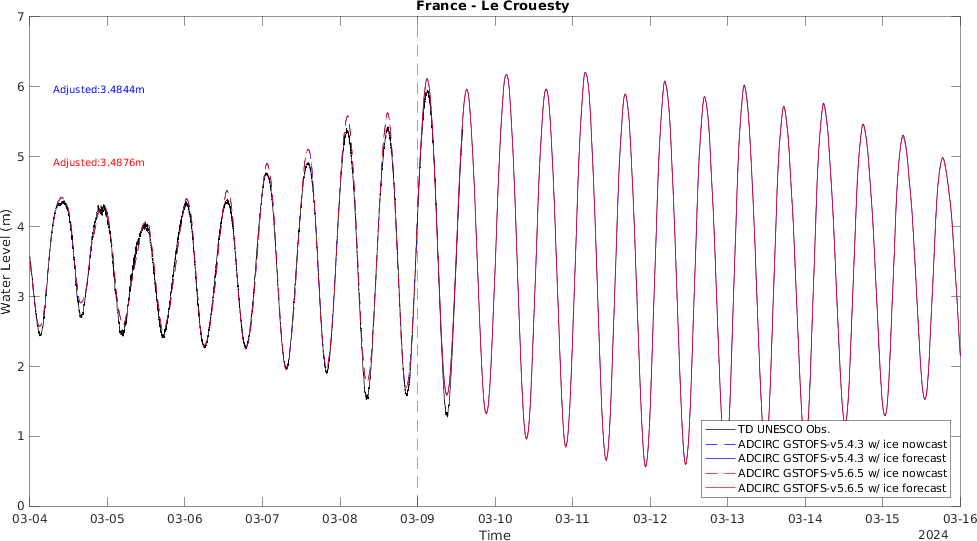 France - Le Crouesty
Water Level (m)
7
6
5
4
3
2
1
0
Adjusted:3.4844m
Adjusted:3.4876m
TD UNESCO Obs.
ADCIRC GSTOFS-v5.4.3 w/ ice nowcast
ADCIRC GSTOFS-v5.4.3 w/ ice forecast
ADCIRC GSTOFS-v5.6.5 w/ ice nowcast
ADCIRC GSTOFS-v5.6.5 w/ ice forecast
03-04 03-05 03-06 03-07 03-08 03-09 03-10 03-11 03-12 03-13 03-14 03-15 03-16
Time
2024